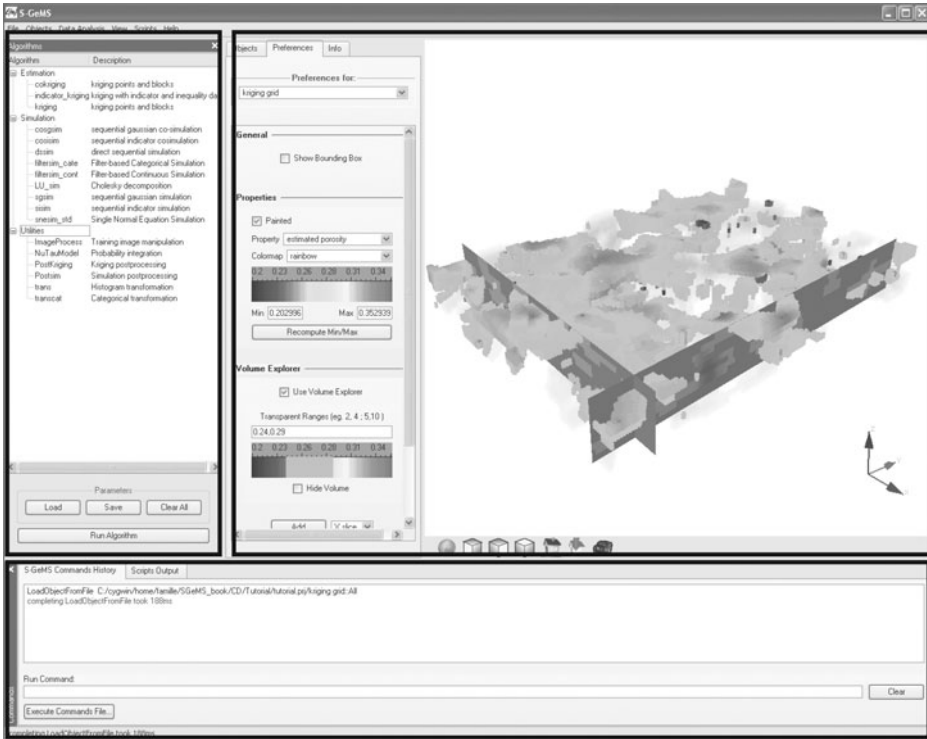 S-GeMS
File Objects Data Analysis View Scripts Help
Algorithms
Algorithm Description
Estimation
cokriging kriging points and blocks
indicator_kriging kriging with indicator and inequality da
kriging kriging points and blocks
Simulation
cosgsim sequential gaussian co-simulation
cosisim sequential indicator cosimulation
dssim direct sequential simulation
filtersim_cate Filter-based Categorical Simulation
filtersim_cont Filter-based Continuous Simulation
LU_sim Cholesky decomposition
sgsim sequential gaussian simulation
sisim sequential indicator simulation
snesim_std Single Normal Equation Simulation
Utilities
ImageProcess Training image manipulation
NuTauModel Probability integration
PostKriging Kriging postprocessing
Postsim Simulation postprocessing
trans Histogram transformation
transcat Categorical transformation
Parameters
Load Save Clear All
Run Algorithm
bjects Preferences Info
Preferences for:
kriging grid
General
Show Bounding Box
Properties
Painted
Property estimated porosity
Colormap rainbow
0.2 0.23 0.26 0.28 0.31 0.34
Min 0.202996 Max 0.352939
Recompute Min/Max
Volume Explorer
Use Volume Explorer
Transparent Ranges (eg. 2, 4 ; 5,10 )
0.24,0.29
0.2 0.23 0.26 0.28 0.31 0.34
Hide Volume
Add X slice
S-GeMS Commands History Scripts Output
LoadObjectFromFile C:/cygwin/home/famille/SGeMS_book/CD/Tutorial/tutorial.prj/kriging grid::All
completing LoadObjectFromFile took 188ms
Run Command:
Clear
Execute Commands File...
Commands
completing LoadObjectFromFile took 188ms